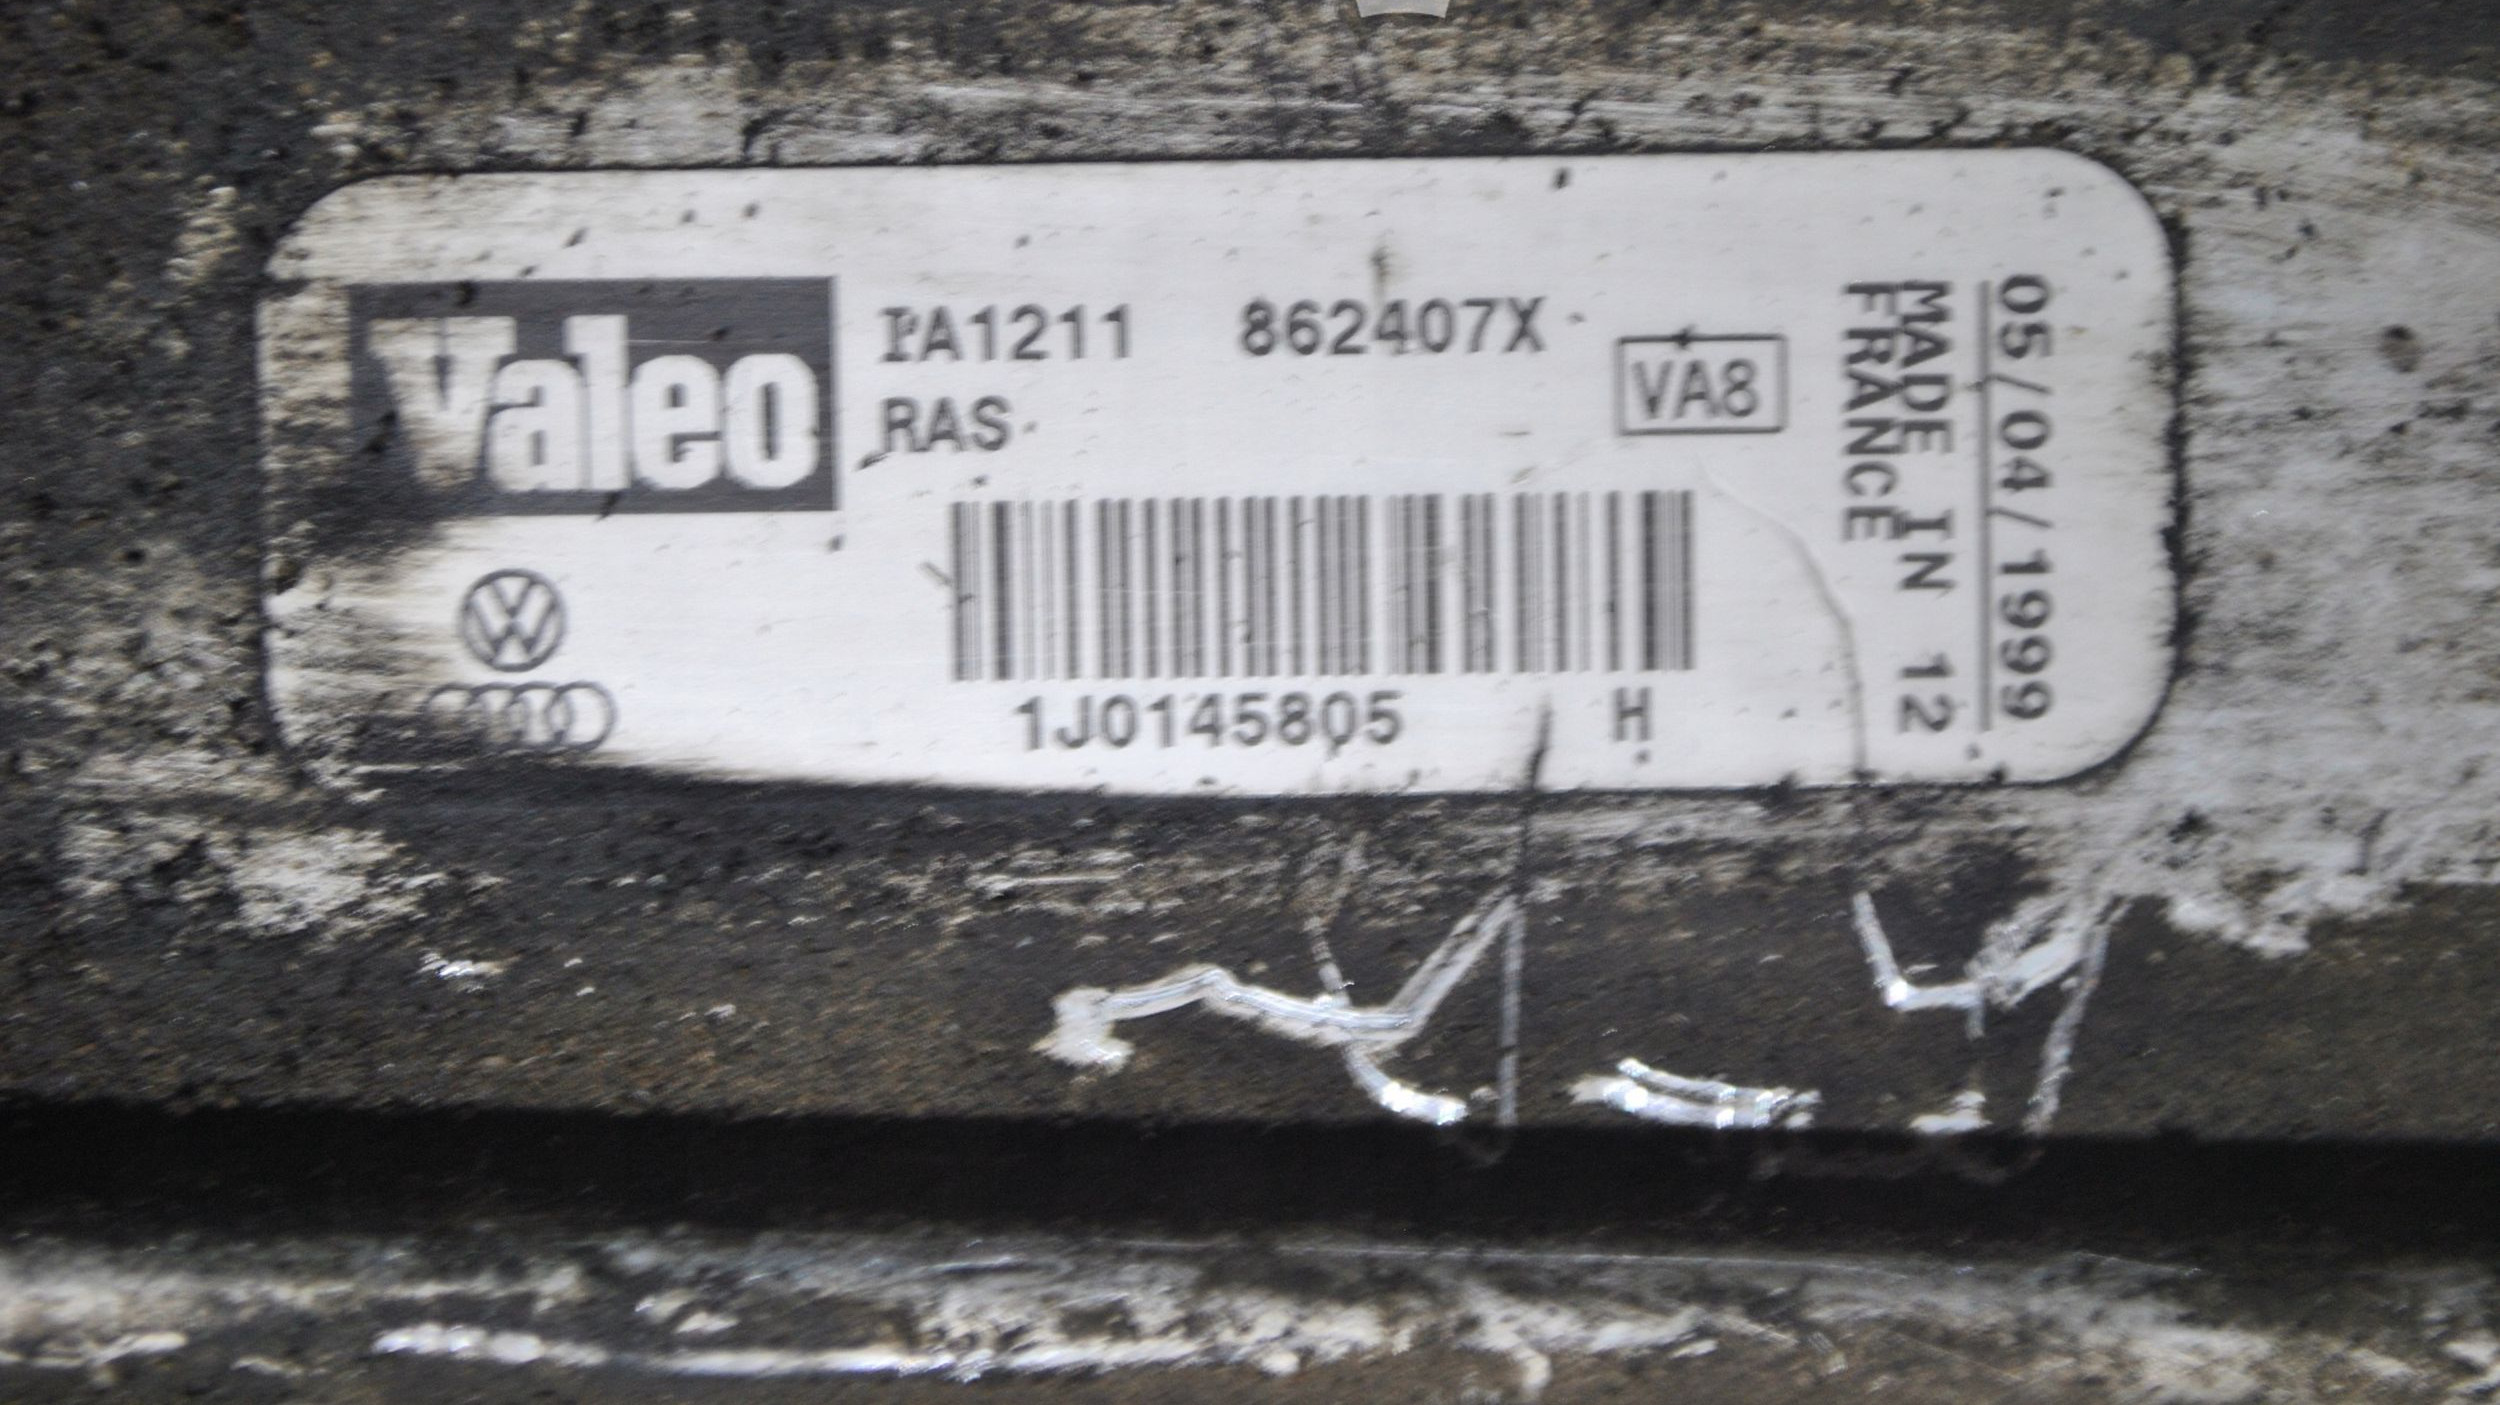 Valeo
PA1211 862407X
RAS
VA8
1J0145805 H
05/04/1999
MADE IN 12
FRANCE